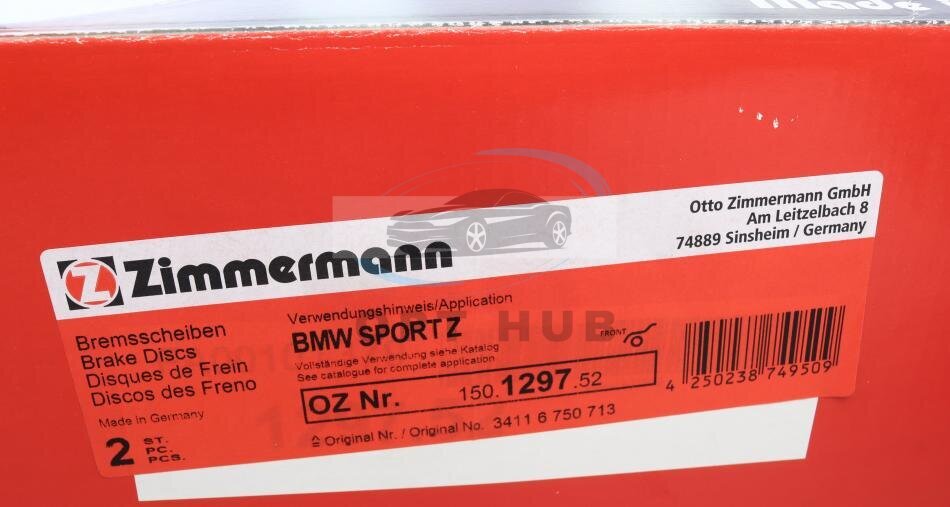 Made
Otto Zimmermann GmbH
Am Leitzelbach 8
74889 Sinsheim / Germany
Z Zimmermann
Bremsscheiben
Brake Discs
Disques de Frein
Discos des Freno
Made in Germany
2 ST.
PC.
PCS.
Verwendungshinweis/Application
BMW SPORT Z
HUB
Vollständige Verwendung siehe Katalog
See catalogue for complete application
OZ Nr. 150.1297.52
≙ Original Nr. / Original No. 3411 6 750 713
FRONT
4 250238 749509